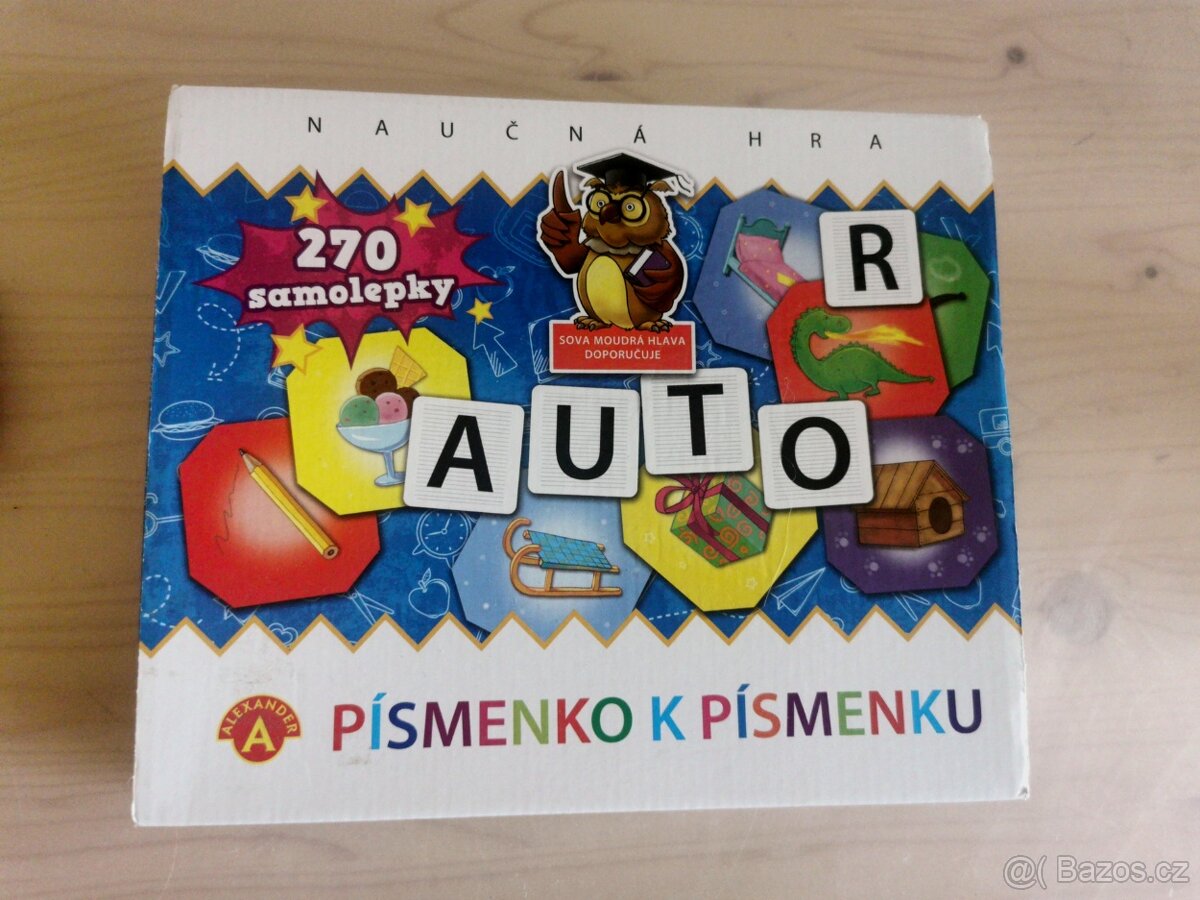 NAUČNÁ HRA
270
samolepky
SOVA MOUDRÁ HLAVA
DOPORUČUJE
R
AUTO
ALEXANDER
A
PÍSMENKO K PÍSMENKU
@( Bazos.cz